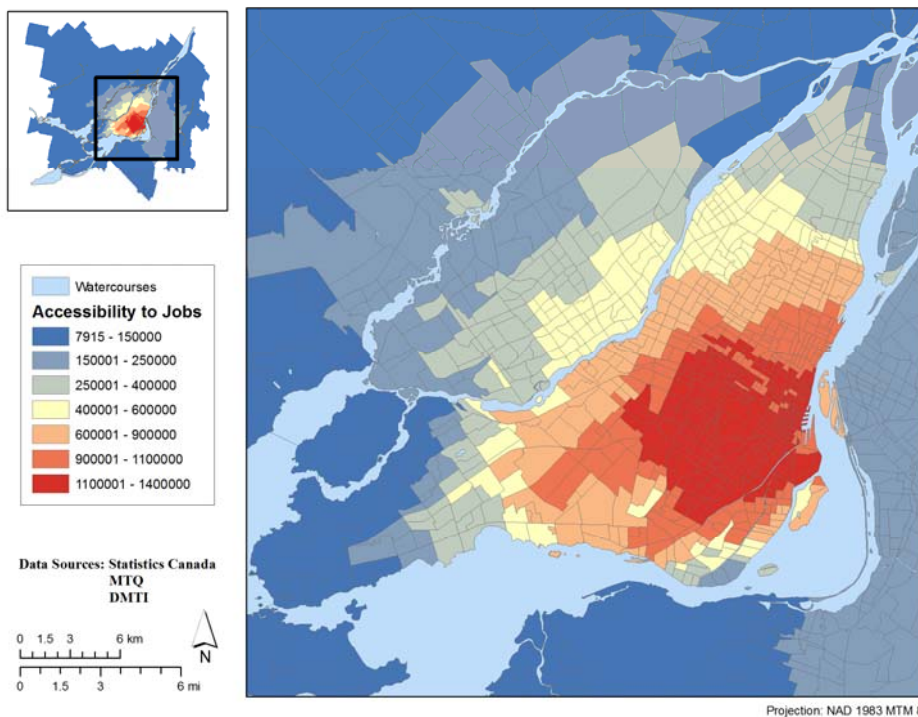 Watercourses
Accessibility to Jobs
7915 - 150000
150001 - 250000
250001 - 400000
400001 - 600000
600001 - 900000
900001 - 1100000
1100001 - 1400000
Data Sources: Statistics Canada
MTQ
DMTI
0 1.5 3 6 km
N
0 1.5 3 6 mi
Projection: NAD 1983 MTM